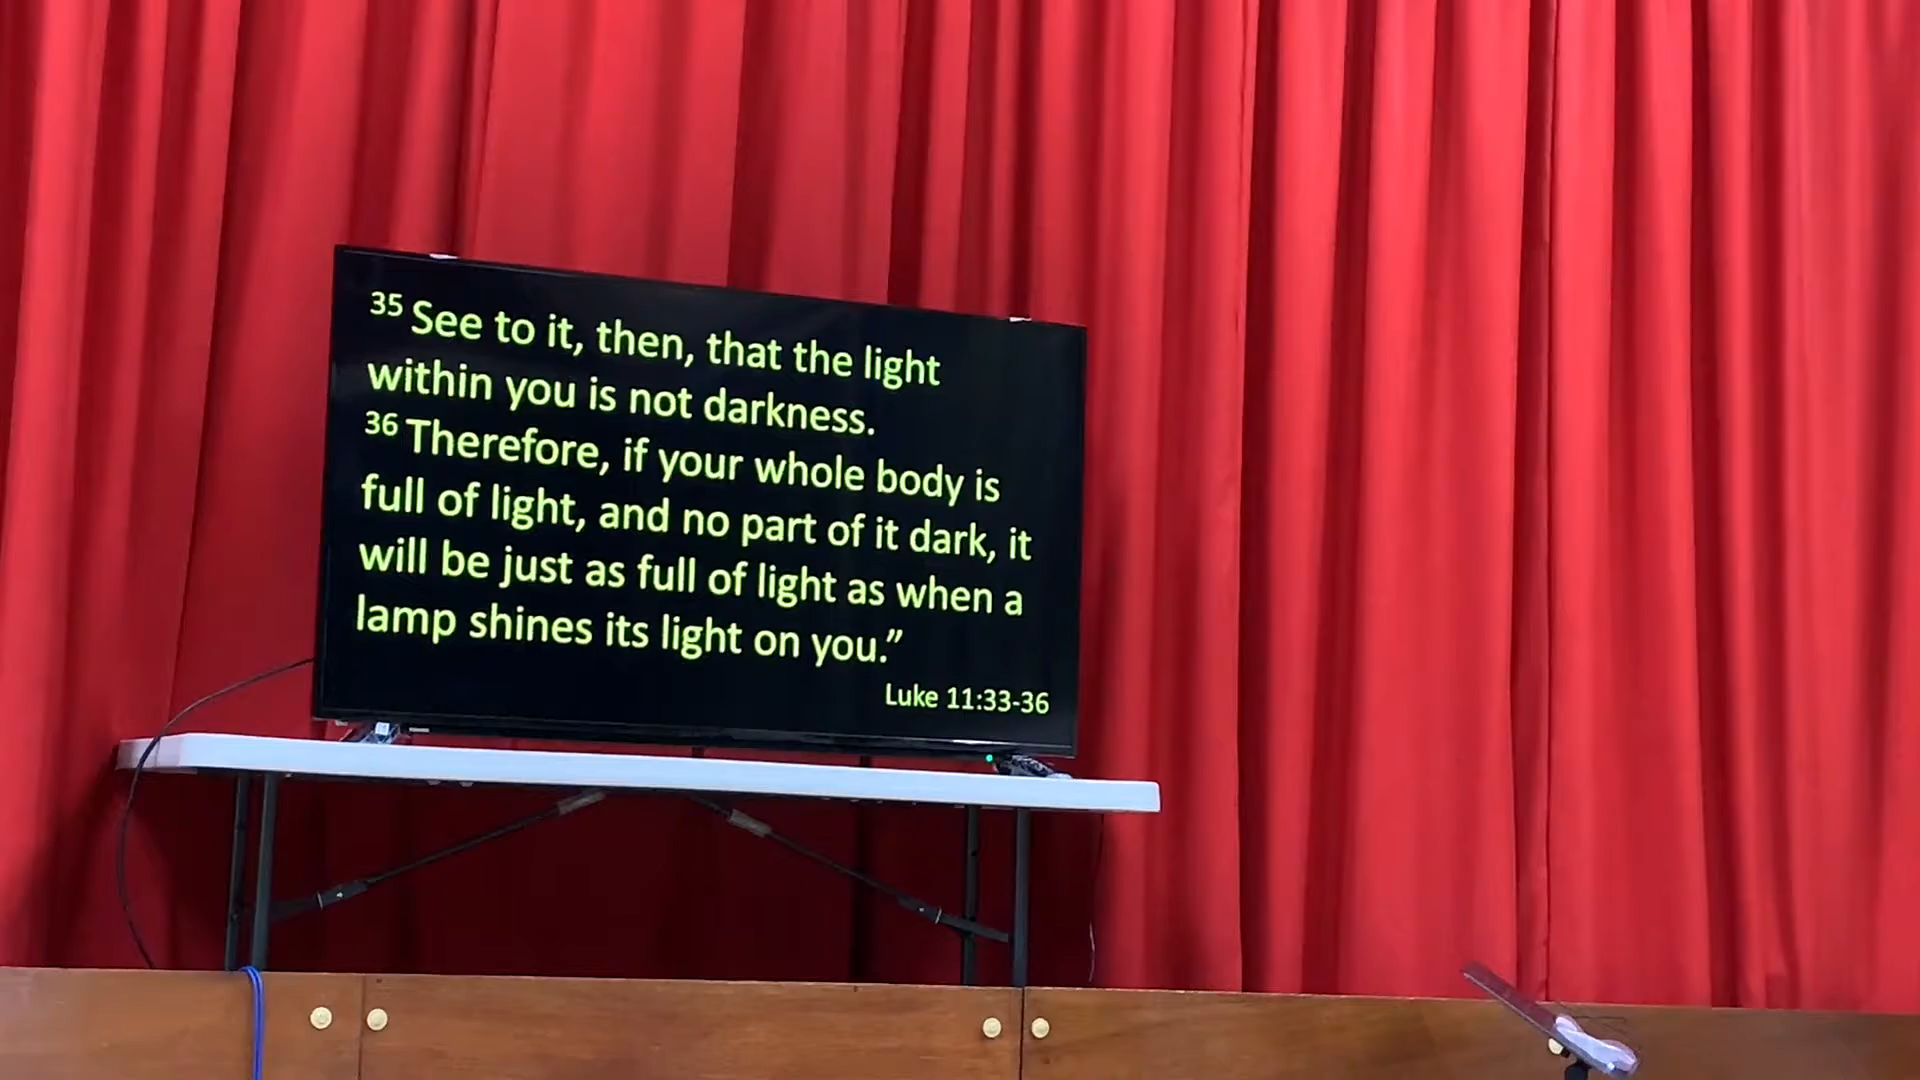 35 See to it, then, that the light
within you is not darkness.
36 Therefore, if your whole body is
full of light, and no part of it dark, it
will be just as full of light as when a
lamp shines its light on you.”
Luke 11:33-36